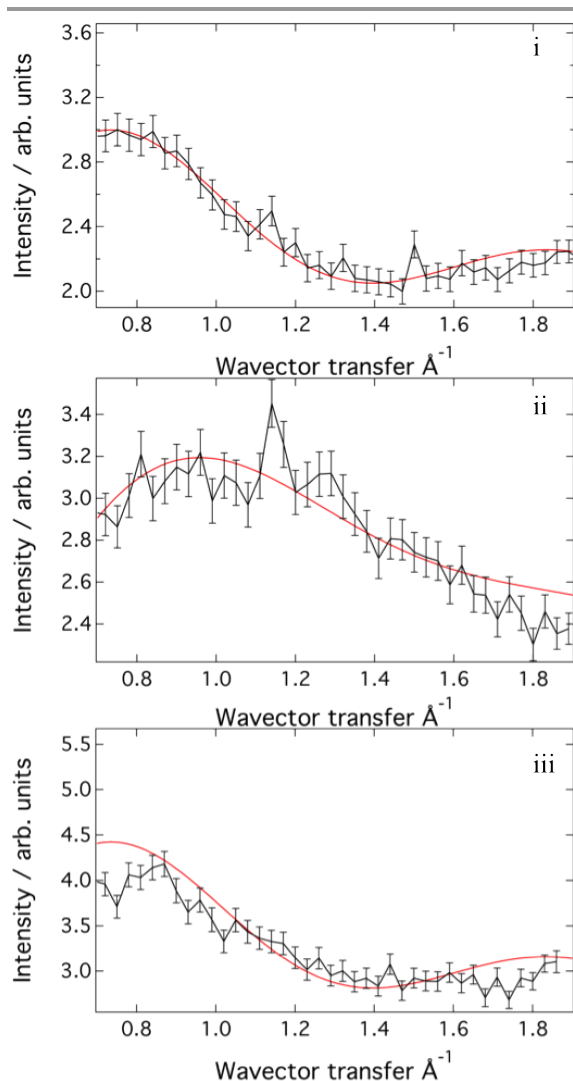 i
3.6
3.2
2.8
2.4
2.0
Intensity / arb. units
0.8 1.0 1.2 1.4 1.6 1.8
Wavector transfer Å-1
ii
3.4
3.2
3.0
2.8
2.6
2.4
Intensity / arb. units
0.8 1.0 1.2 1.4 1.6 1.8
Wavector transfer Å-1
iii
5.5
5.0
4.5
4.0
3.5
3.0
Intensity / arb. units
0.8 1.0 1.2 1.4 1.6 1.8
Wavector transfer Å-1